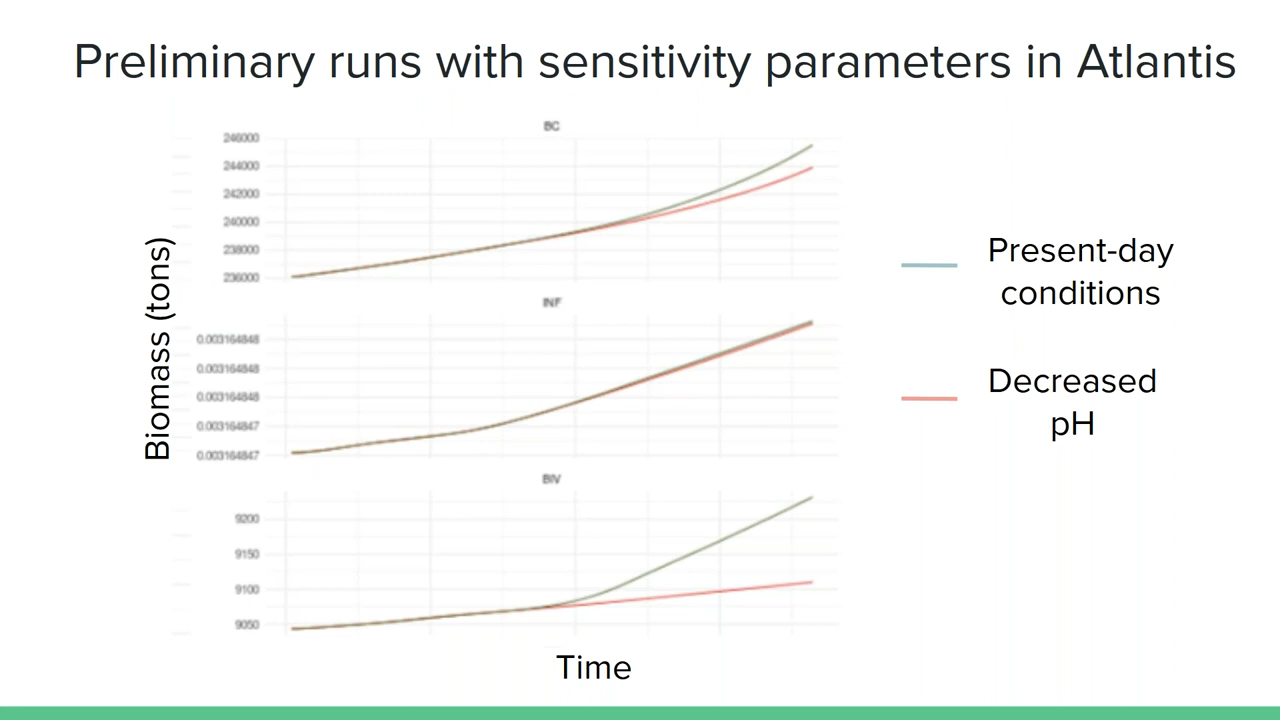 Preliminary runs with sensitivity parameters in Atlantis
BC
246000
244000
242000
240000
238000
236000
INF
0.003164848
0.003164848
0.003164848
0.003164847
0.003164847
BIV
9200
9150
9100
9050
Biomass (tons)
Time
Present-day
conditions
Decreased
pH